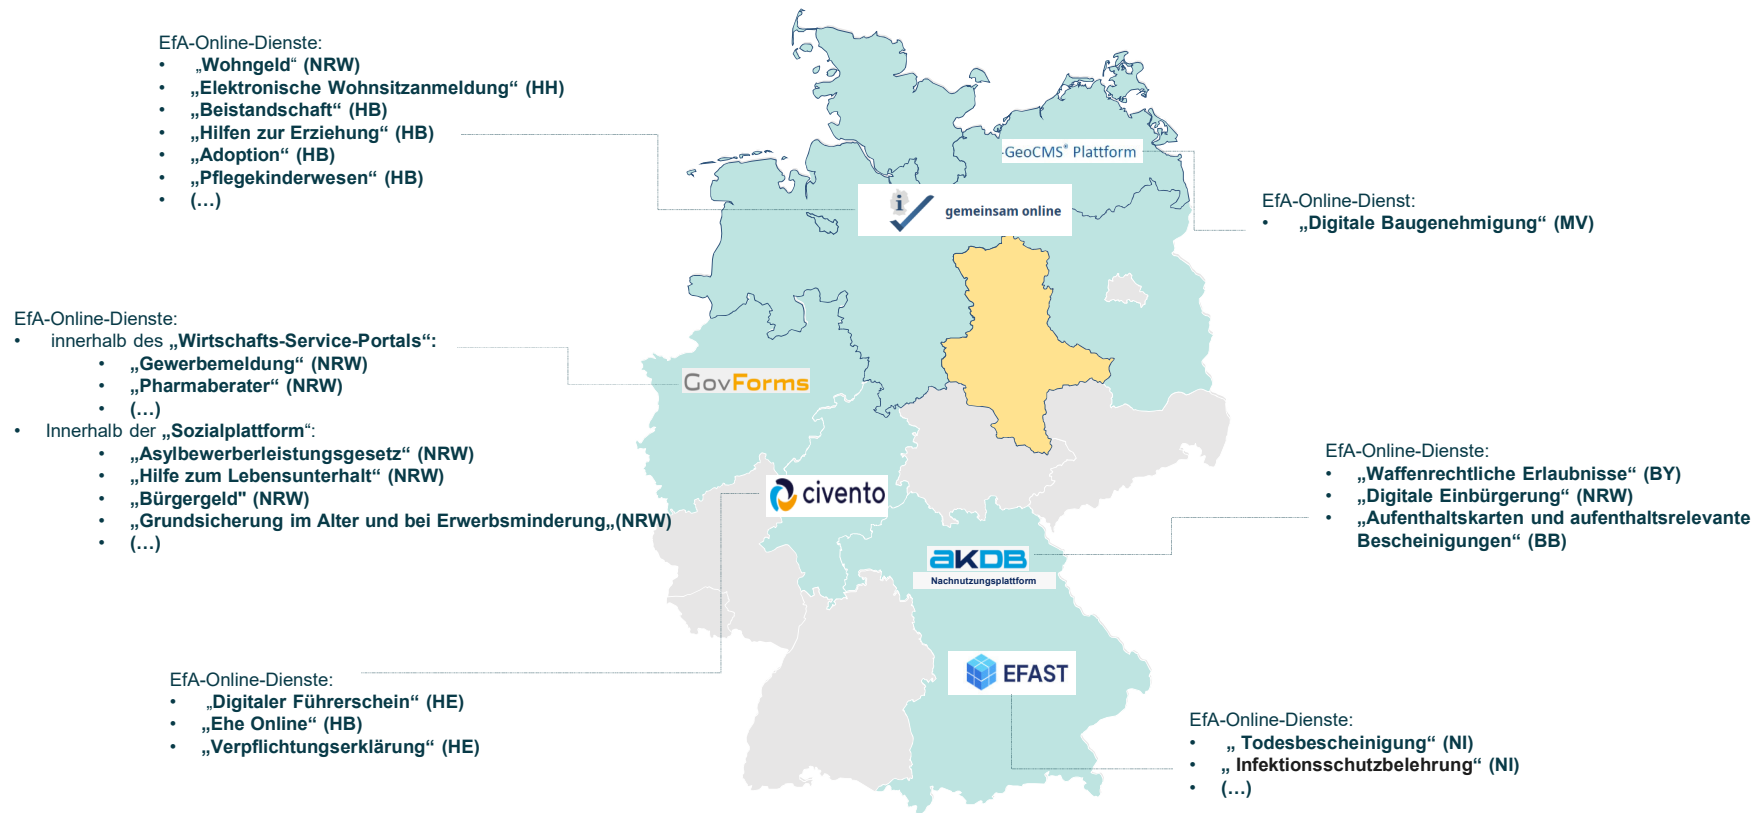 EfA-Online-Dienste:
• „Wohngeld“ (NRW)
• „Elektronische Wohnsitzanmeldung“ (HH)
• „Beistandschaft“ (HB)
• „Hilfen zur Erziehung“ (HB)
• „Adoption“ (HB)
• „Pflegekinderwesen“ (HB)
• (…)
GeoCMS® Plattform
i gemeinsam online
EfA-Online-Dienst:
• „Digitale Baugenehmigung“ (MV)
EfA-Online-Dienste:
• innerhalb des „Wirtschafts-Service-Portals“:
• „Gewerbemeldung“ (NRW)
• „Pharmaberater“ (NRW)
• (…)
• Innerhalb der „Sozialplattform“:
• „Asylbewerberleistungsgesetz“ (NRW)
• „Hilfe zum Lebensunterhalt“ (NRW)
• „Bürgergeld" (NRW)
• „Grundsicherung im Alter und bei Erwerbsminderung„(NRW)
• (…)
GovForms
civento
EfA-Online-Dienste:
• „Waffenrechtliche Erlaubnisse“ (BY)
• „Digitale Einbürgerung“ (NRW)
• „Aufenthaltskarten und aufenthaltsrelevante
Bescheinigungen“ (BB)
aKDB
Nachnutzungsplattform
EFAST
EfA-Online-Dienste:
• „Digitaler Führerschein“ (HE)
• „Ehe Online“ (HB)
• „Verpflichtungserklärung“ (HE)
EfA-Online-Dienste:
• „ Todesbescheinigung“ (NI)
• „ Infektionsschutzbelehrung“ (NI)
• (…)